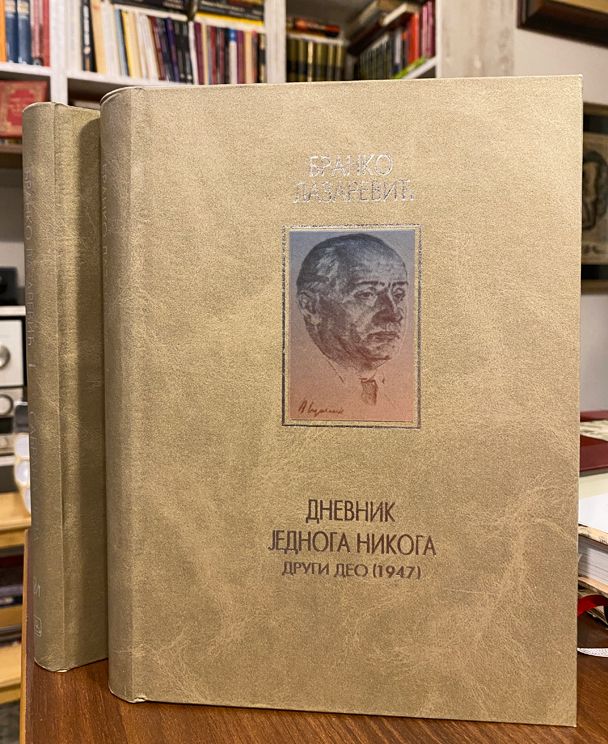 БРАНКО
ЛАЗАРЕВИЋ
ДНЕВНИК
ЈЕДНОГА НИКОГА
ДРУГИ ДЕО (1947)